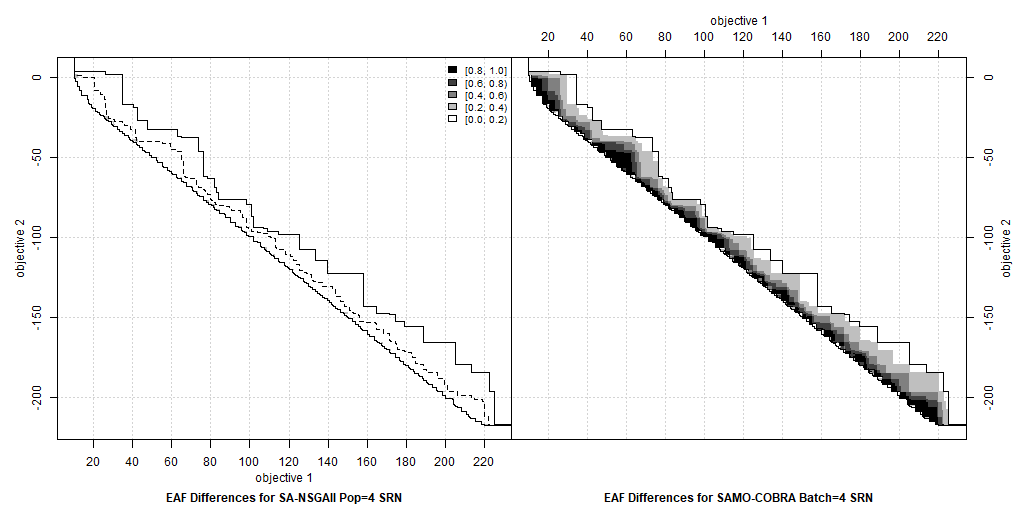 objective 1
20 40 60 80 100 120 140 160 180 200 220
[0.8, 1.0]
[0.6, 0.8)
[0.4, 0.6)
[0.2, 0.4)
[0.0, 0.2)
0
-50
-100
-150
-200
objective 2
0
-50
-100
-150
-200
objective 2
20 40 60 80 100 120 140 160 180 200 220
objective 1
EAF Differences for SA-NSGAII Pop=4 SRN
EAF Differences for SAMO-COBRA Batch=4 SRN